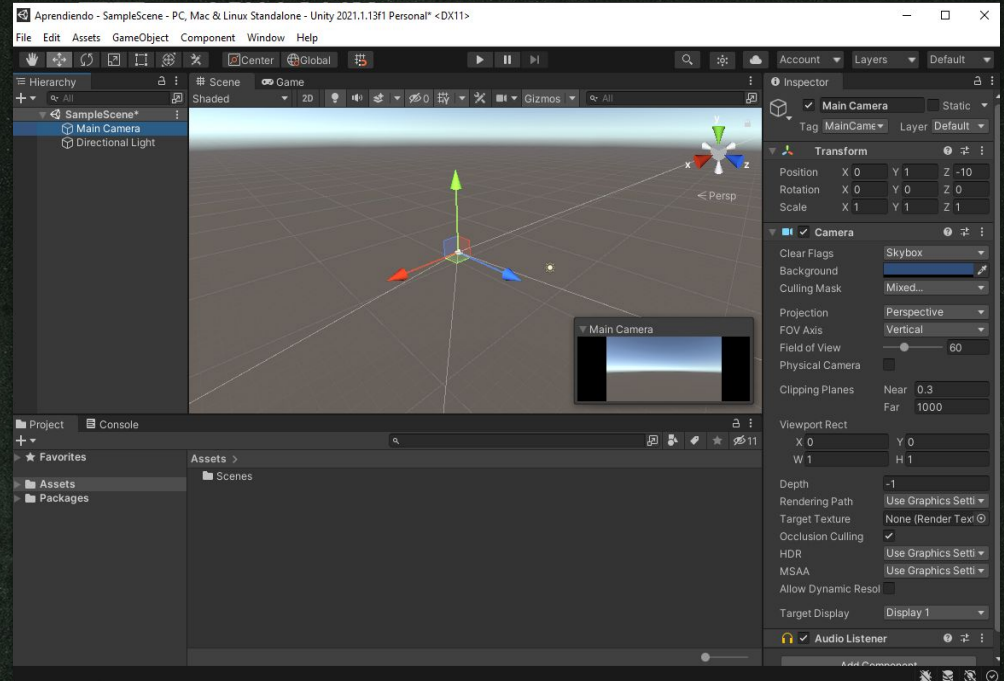 Aprendiendo - SampleScene - PC, Mac & Linux Standalone - Unity 2021.1.13f1 Personal* <DX11>
File Edit Assets GameObject Component Window Help
Center Global Account Layers Default
Hierarchy
All
SampleScene*
Main Camera
Directional Light
Scene Game
Shaded 2D 0 Gizmos All
y
x z
Persp
Main Camera
Inspector
Main Camera Static
Tag MainCame Layer Default
Transform
Position X 0 Y 1 Z -10
Rotation X 0 Y 0 Z 0
Scale X 1 Y 1 Z 1
Camera
Clear Flags Skybox
Background
Culling Mask Mixed...
Projection Perspective
FOV Axis Vertical
Field of View 60
Physical Camera
Clipping Planes Near 0.3
Far 1000
Viewport Rect
X 0 Y 0
W 1 H 1
Depth -1
Rendering Path Use Graphics Setti
Target Texture None (Render Text
Occlusion Culling
HDR Use Graphics Setti
MSAA Use Graphics Setti
Allow Dynamic Resol
Target Display Display 1
Audio Listener
Add Component
Project Console
11
Favorites
Assets
Packages
Assets >
Scenes